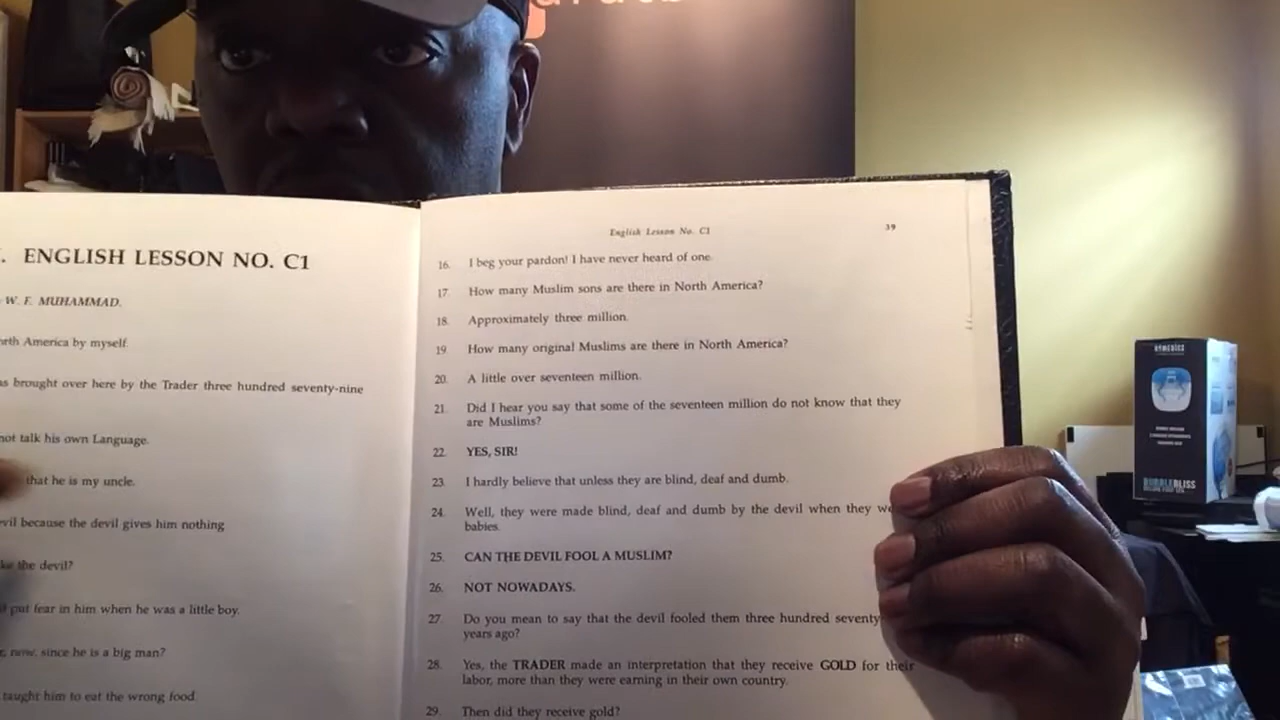 . ENGLISH LESSON NO. C1
W. F. MUHAMMAD.
rth America by myself.
s brought over here by the Trader three hundred seventy-nine
not talk his own Language.
that he is my uncle.
vil because the devil gives him nothing
ke the devil?
put fear in him when he was a little boy.
now, since he is a big man?
taught him to eat the wrong food.
English Lesson No. C1 39
16. I beg your pardon! I have never heard of one.
17. How many Muslim sons are there in North America?
18. Approximately three million.
19. How many original Muslims are there in North America?
20. A little over seventeen million.
21. Did I hear you say that some of the seventeen million do not know that they
are Muslims?
22. YES, SIR!
23. I hardly believe that unless they are blind, deaf and dumb.
24. Well, they were made blind, deaf and dumb by the devil when they we
babies.
25. CAN THE DEVIL FOOL A MUSLIM?
26. NOT NOWADAYS.
27. Do you mean to say that the devil fooled them three hundred seventy
years ago?
28. Yes, the TRADER made an interpretation that they receive GOLD for their
labor, more than they were earning in their own country.
29. Then did they receive gold?
HOMEDICS
BUBBLEBLISS